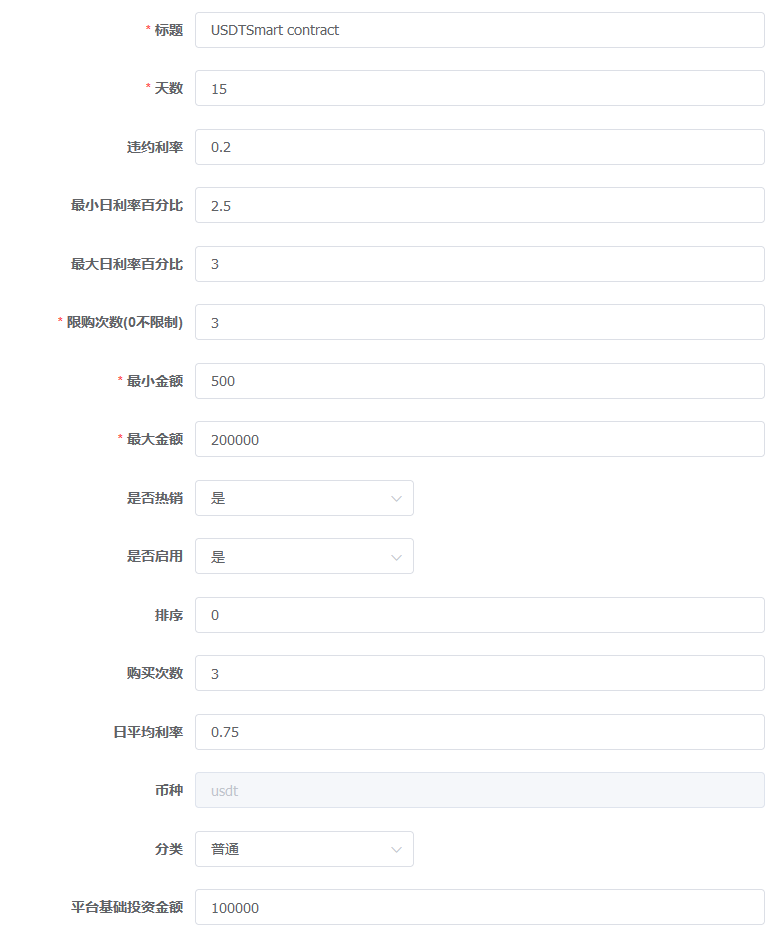 * 标题 USDTSmart contract
* 天数 15
违约利率 0.2
最小日利率百分比 2.5
最大日利率百分比 3
* 限购次数(0不限制) 3
* 最小金额 500
* 最大金额 200000
是否热销 是
是否启用 是
排序 0
购买次数 3
日平均利率 0.75
币种 usdt
分类 普通
平台基础投资金额 100000